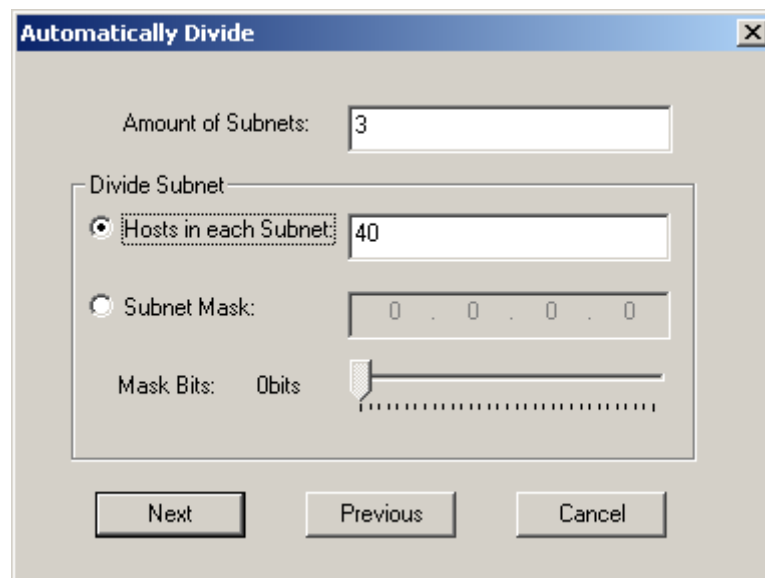 Automatically Divide
Amount of Subnets: 3
Divide Subnet
Hosts in each Subnet: 40
Subnet Mask: 0 . 0 . 0 . 0
Mask Bits: 0bits
Next Previous Cancel